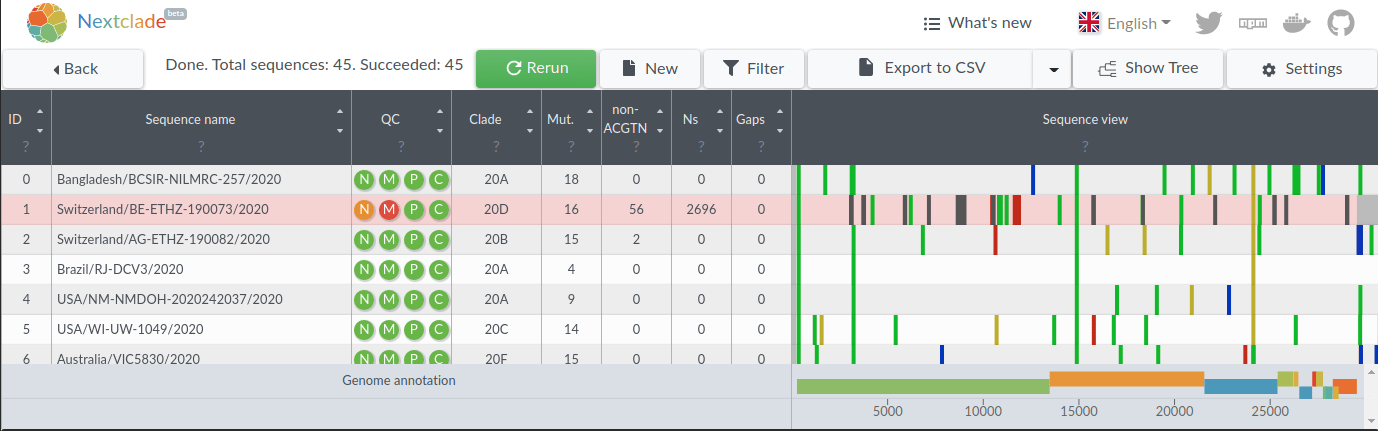 Nextclade beta What's new English
Back Done. Total sequences: 45. Succeeded: 45 Rerun New Filter Export to CSV Show Tree Settings
ID Sequence name QC Clade Mut. non-ACGTN Ns Gaps Sequence view
? ? ? ? ? ? ? ? ?
0 Bangladesh/BCSIR-NILMRC-257/2020 N M P C 20A 18 0 0 0
1 Switzerland/BE-ETHZ-190073/2020 N M P C 20D 16 56 2696 0
2 Switzerland/AG-ETHZ-190082/2020 N M P C 20B 15 2 0 0
3 Brazil/RJ-DCV3/2020 N M P C 20A 4 0 0 0
4 USA/NM-NMDOH-2020242037/2020 N M P C 20A 9 0 0 0
5 USA/WI-UW-1049/2020 N M P C 20C 14 0 0 0
6 Australia/VIC5830/2020 N M P C 20F 15 0 0 0
Genome annotation
5000 10000 15000 20000 25000